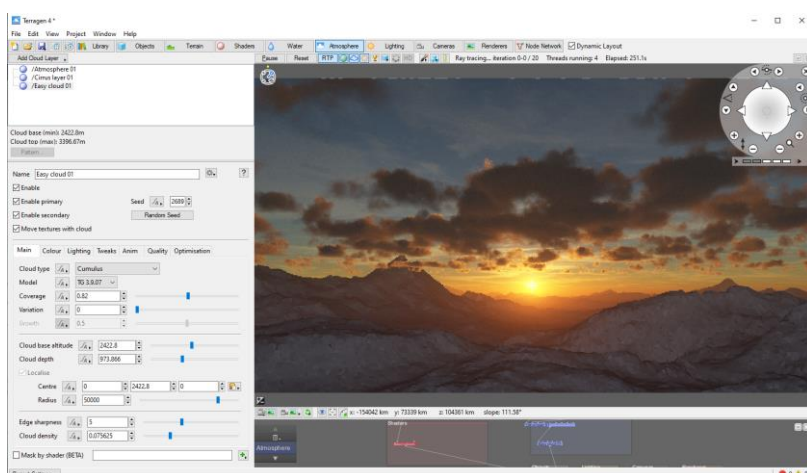 Terragen 4 *
File Edit View Project Window Help
Library Objects Terrain Shaders Water Atmosphere Lighting Cameras Renderers Node Network Dynamic Layout
Add Cloud Layer
Pause Reset RTP Ray tracing... iteration 0-0 / 20 Threads running: 4 Elapsed: 251.1s
/Atmosphere 01
/Cirrus layer 01
/Easy cloud 01
Cloud base (min): 2422.8m
Cloud top (max): 3396.67m
Pattern...
Name Easy cloud 01 ?
Enable
Enable primary Seed 2689
Enable secondary Random Seed
Move textures with cloud
Main Colour Lighting Tweaks Anim Quality Optimisation
Cloud type Cumulus
Model TG 3.9.07
Coverage 0.82
Variation 0
Growth 0.5
Cloud base altitude 2422.8
Cloud depth 973.866
Localise
Centre 0 2422.8 0
Radius 50000
Edge sharpness 5
Cloud density 0.075625
Mask by shader (BETA)
x: -154042 km y: 73339 km z: 104301 km slope: 111.58°
Shaders
Atmosphere